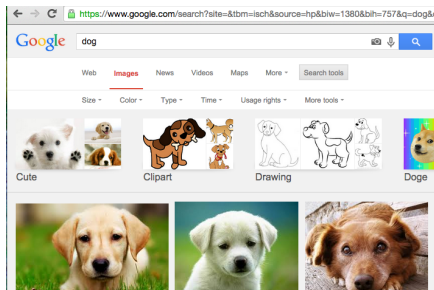 https://www.google.com/search?site=&tbm=isch&source=hp&biw=1380&bih=757&q=dog&
Google dog
Web Images News Videos Maps More Search tools
Size Color Type Time Usage rights More tools
Cute Clipart Drawing Doge